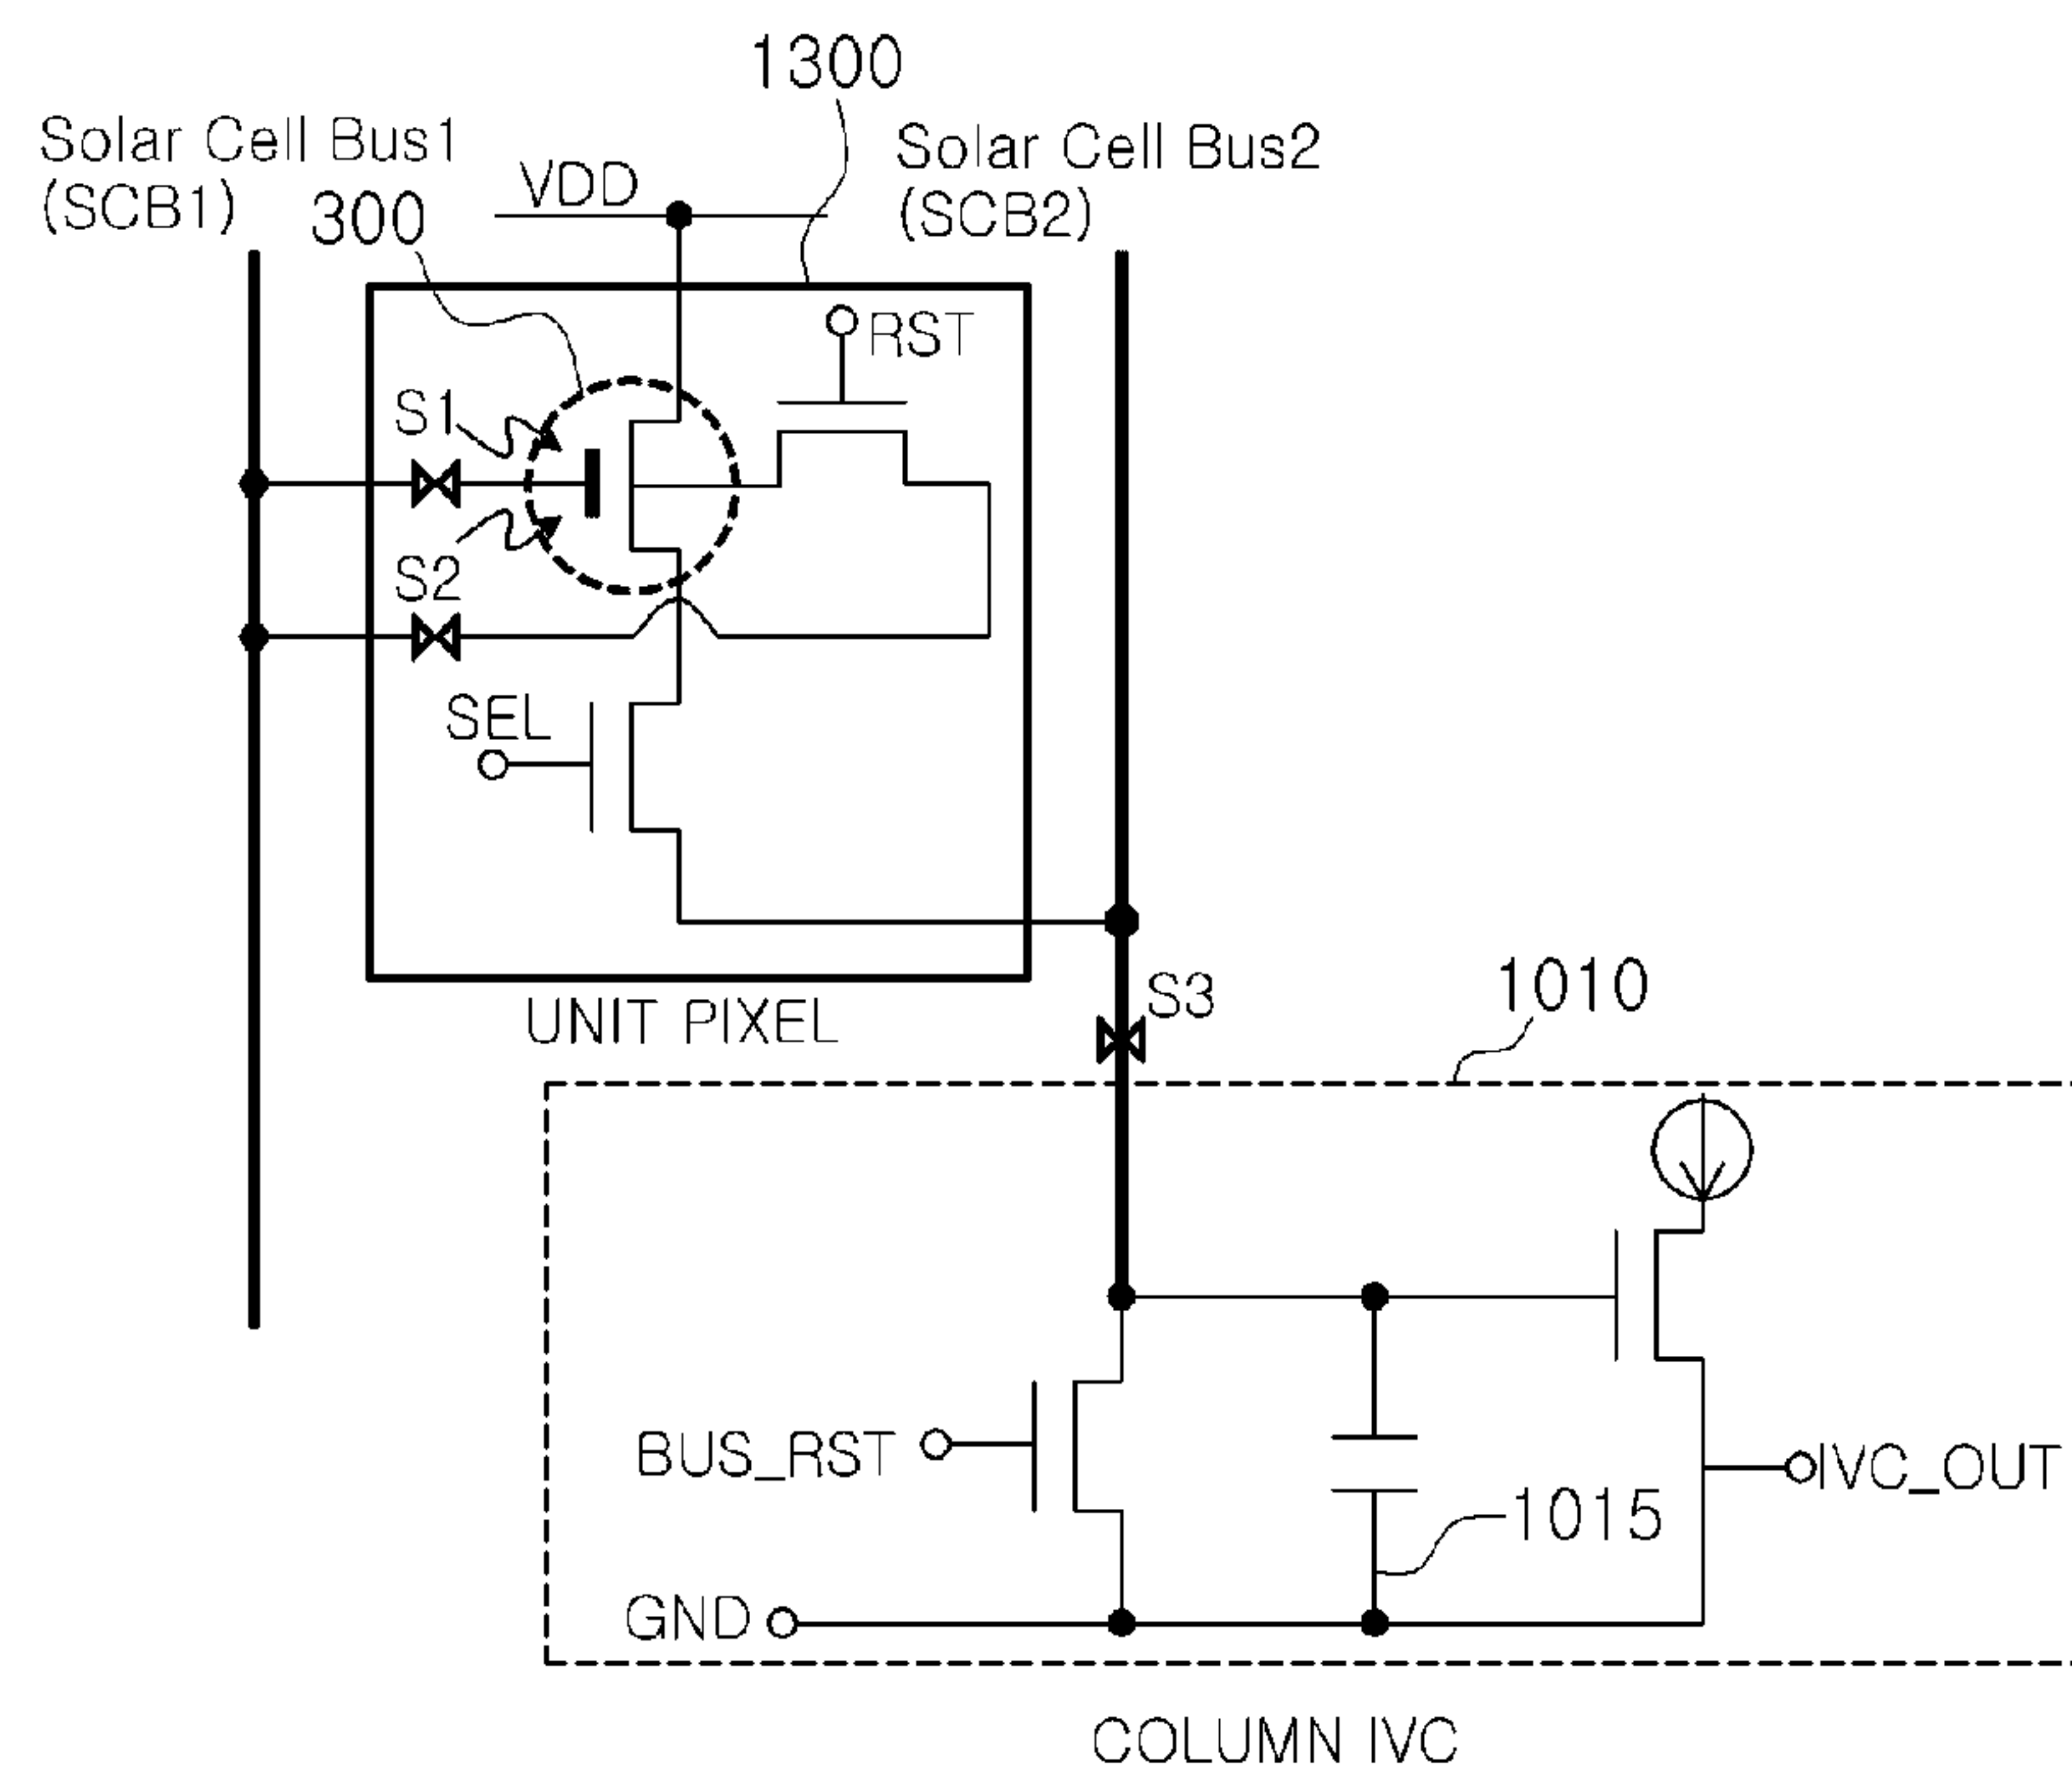 1300
Solar Cell Bus1
(SCB1)
Solar Cell Bus2
(SCB2)
VDD
300
RST
S1
S2
SEL
UNIT PIXEL
S3
1010
BUS_RST
IVC_OUT
1015
GND
COLUMN IVC